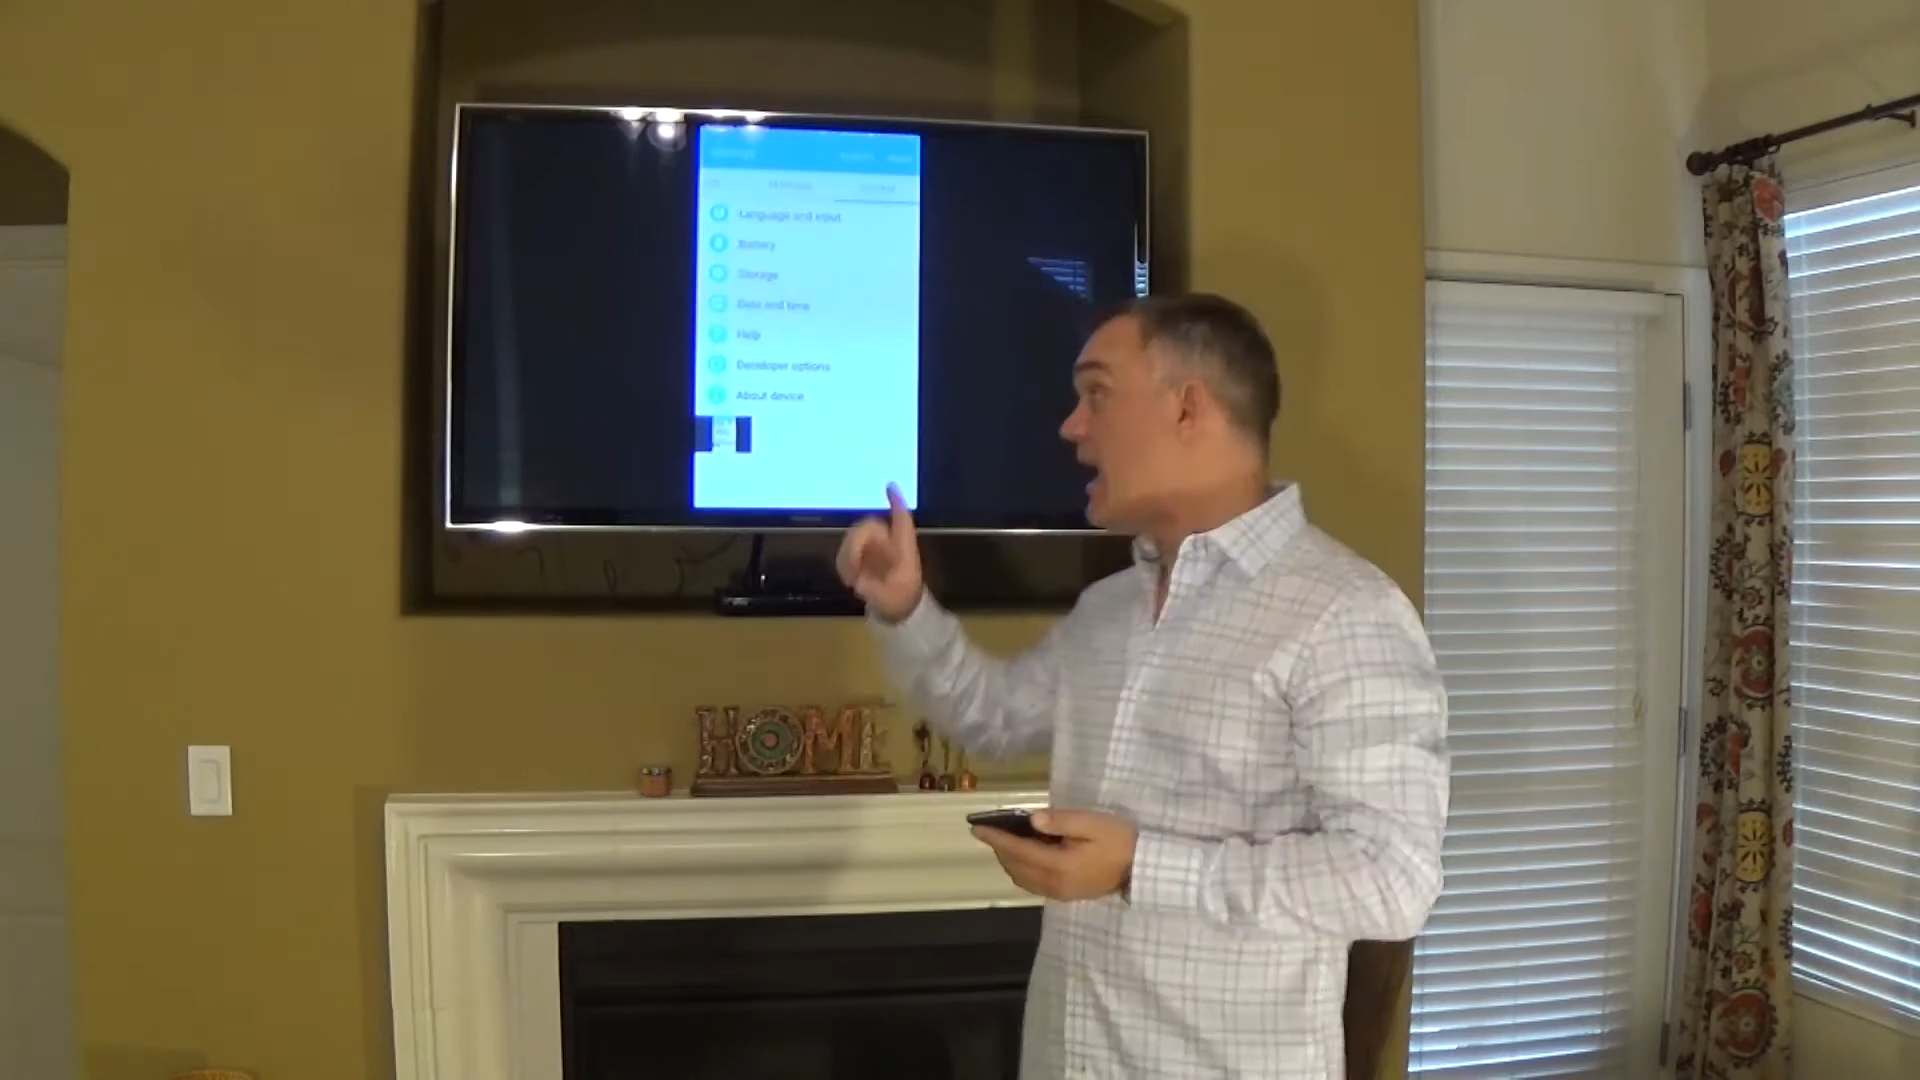 Language and input
Battery
Storage
Date and time
Help
Developer options
About device
HOME